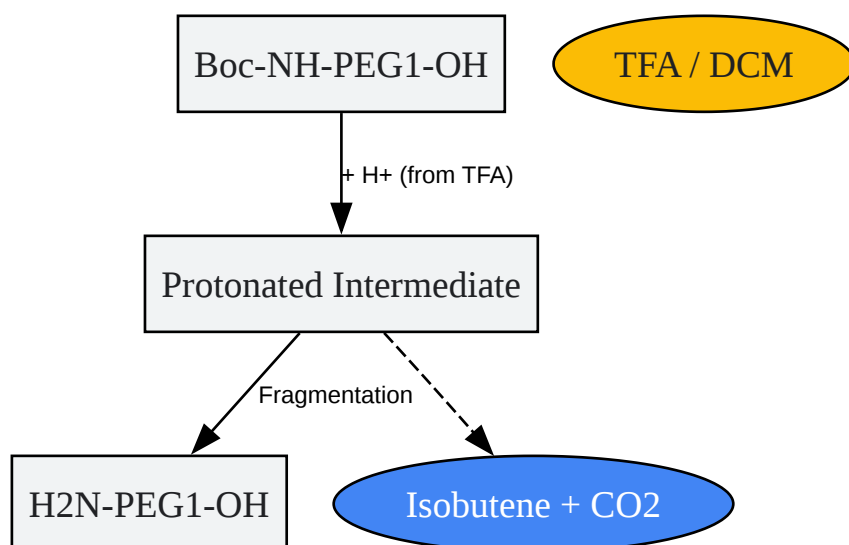 Boc-NH-PEG1-OH
TFA / DCM
+ H+ (from TFA)
Protonated Intermediate
Fragmentation
H2N-PEG1-OH
Isobutene + CO2